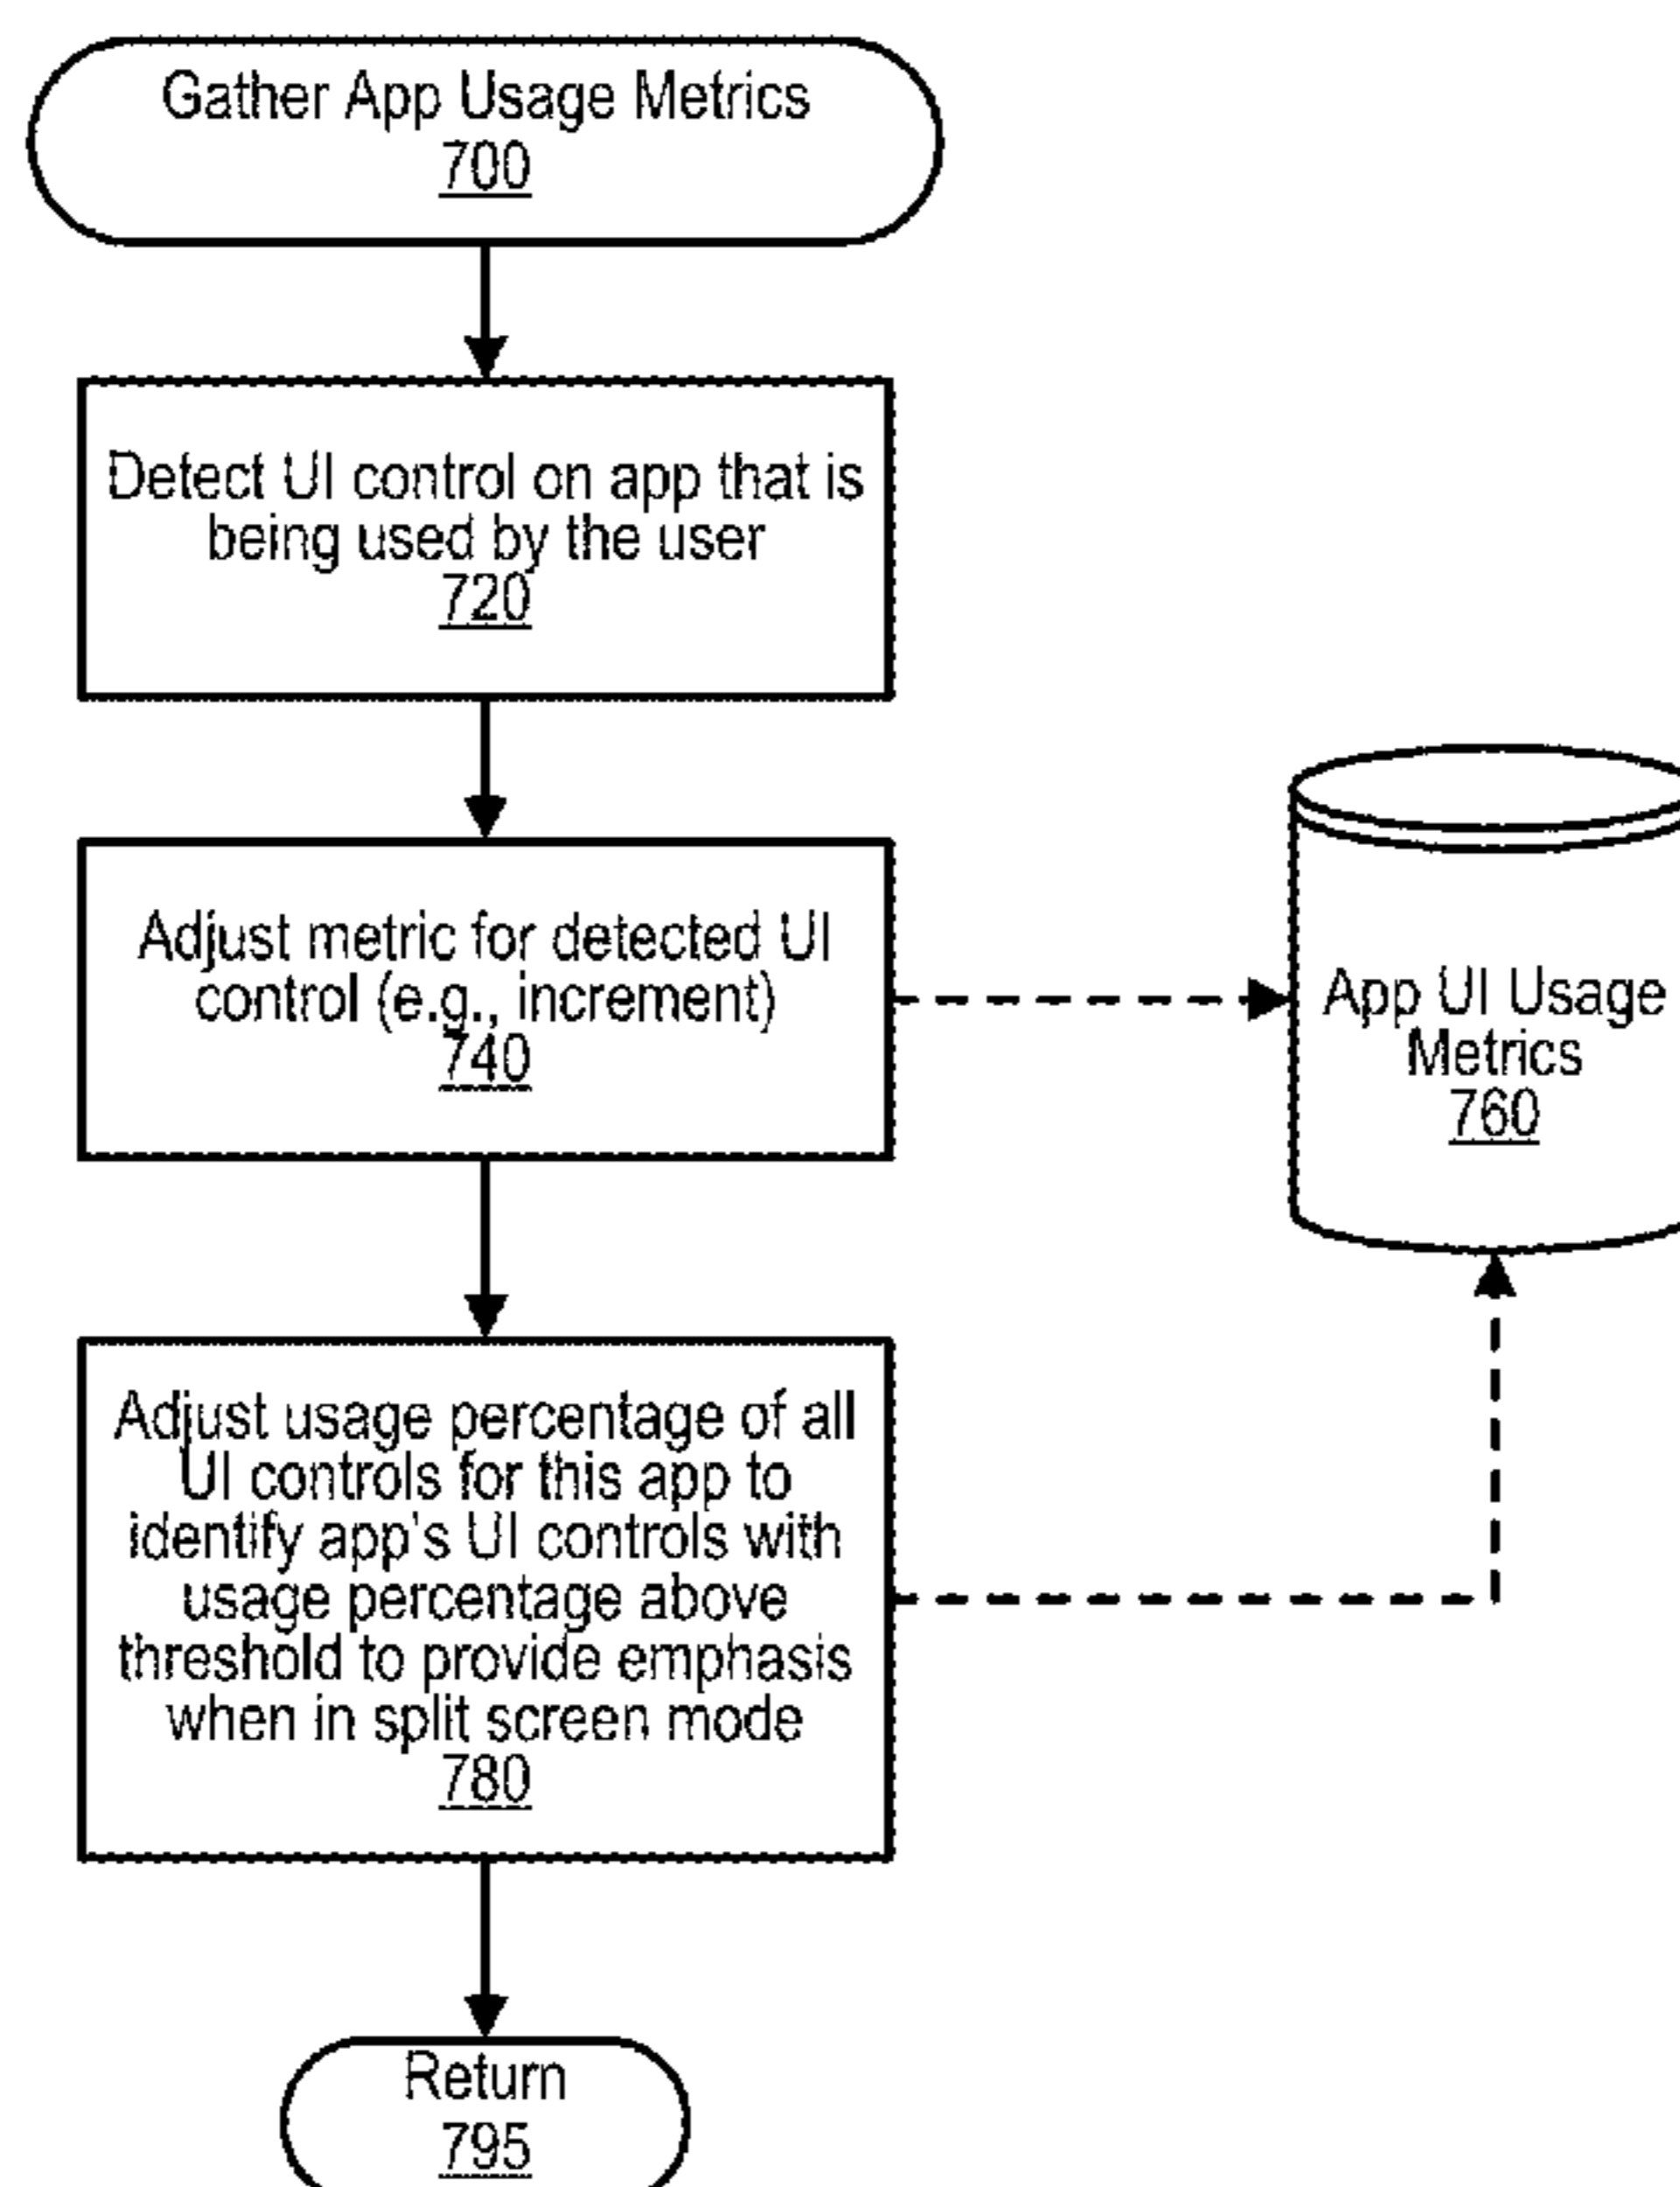 Gather App Usage Metrics
700
Detect UI control on app that is
being used by the user
720
Adjust metric for detected UI
control (e.g., increment)
740
App UI Usage
Metrics
760
Adjust usage percentage of all
UI controls for this app to
identify app's UI controls with
usage percentage above
threshold to provide emphasis
when in split screen mode
780
Return
795